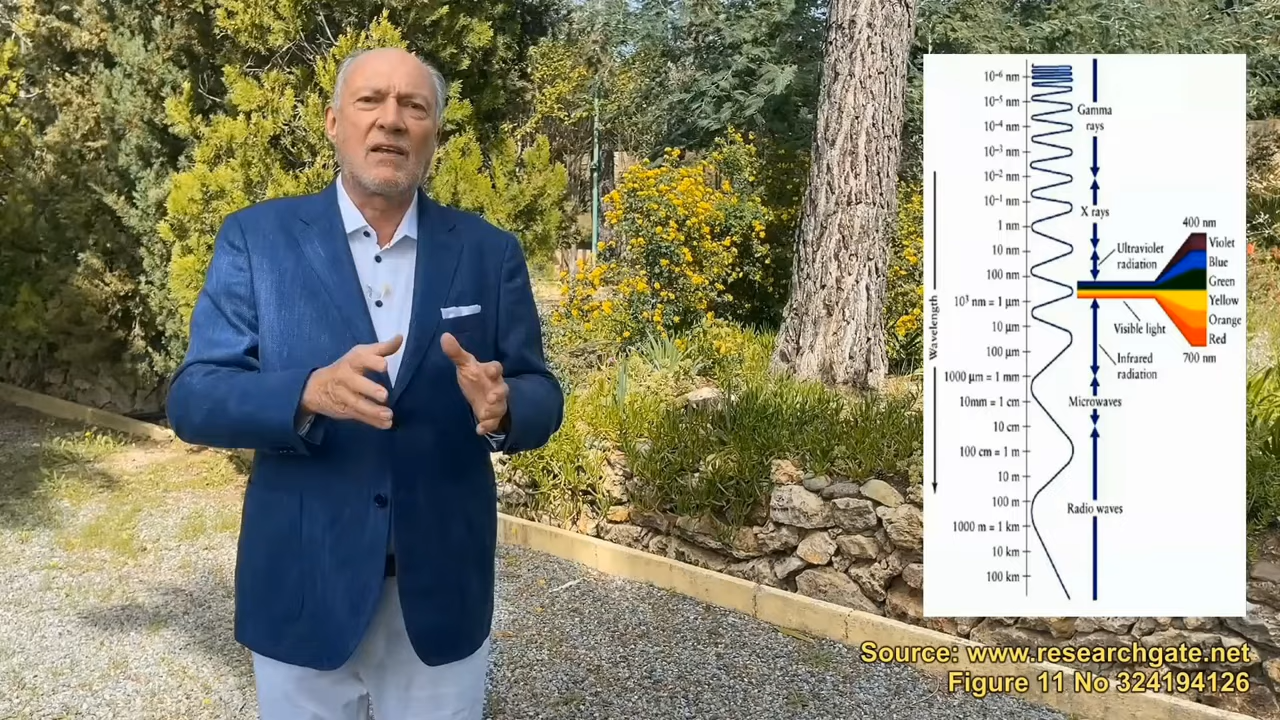 10⁻⁶ nm
10⁻⁵ nm
10⁻⁴ nm
10⁻³ nm
10⁻² nm
10⁻¹ nm
1 nm
10 nm
100 nm
10³ nm = 1 µm
10 µm
100 µm
1000 µm = 1 mm
10mm = 1 cm
10 cm
100 cm = 1 m
10 m
100 m
1000 m = 1 km
10 km
100 km
Wavelength
Gamma
rays
X rays
Ultraviolet
radiation
Visible light
Infrared
radiation
Microwaves
Radio waves
400 nm
Violet
Blue
Green
Yellow
Orange
Red
700 nm
Source: www.researchgate.net
Figure 11 No 324194126